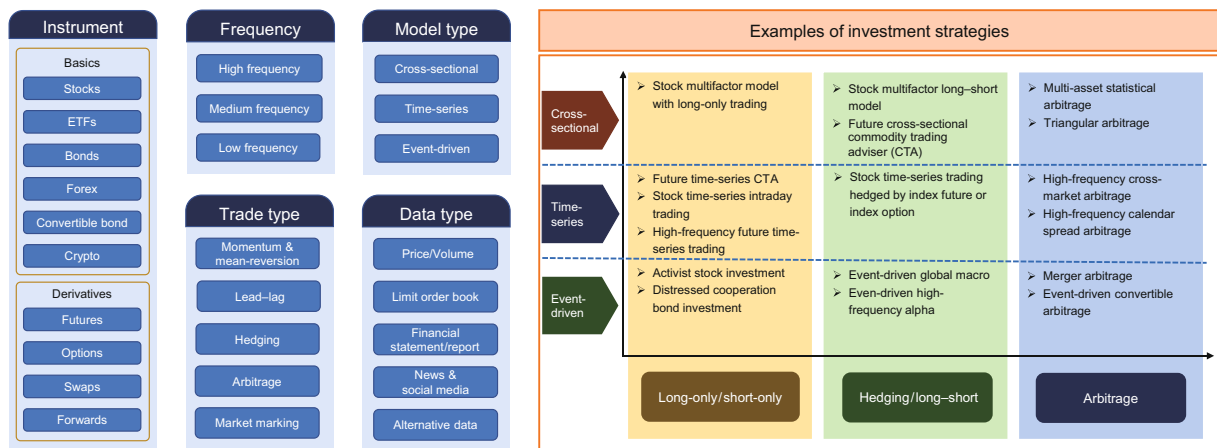 Instrument
Basics
Stocks
ETFs
Bonds
Forex
Convertible bond
Crypto
Derivatives
Futures
Options
Swaps
Forwards
Frequency
High frequency
Medium frequency
Low frequency
Model type
Cross-sectional
Time-series
Event-driven
Trade type
Momentum &
mean-reversion
Lead–lag
Hedging
Arbitrage
Market marking
Data type
Price/Volume
Limit order book
Financial
statement/report
News &
social media
Alternative data
Examples of investment strategies
Cross-
sectional
➢ Stock multifactor model
with long-only trading
➢ Stock multifactor long–short
model
➢ Future cross-sectional
commodity trading
adviser (CTA)
➢ Multi-asset statistical
arbitrage
➢ Triangular arbitrage
Time-
series
➢ Future time-series CTA
➢ Stock time-series intraday
trading
➢ High-frequency future time-
series trading
➢ Stock time-series trading
hedged by index future or
index option
➢ High-frequency cross-
market arbitrage
➢ High-frequency calendar
spread arbitrage
Event-
driven
➢ Activist stock investment
➢ Distressed cooperation
bond investment
➢ Event-driven global macro
➢ Even-driven high-
frequency alpha
➢ Merger arbitrage
➢ Event-driven convertible
arbitrage
Long-only/short-only
Hedging/long–short
Arbitrage